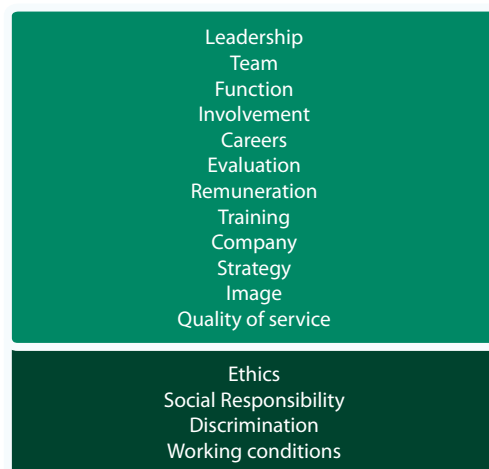 Leadership
Team
Function
Involvement
Careers
Evaluation
Remuneration
Training
Company
Strategy
Image
Quality of service
Ethics
Social Responsibility
Discrimination
Working conditions